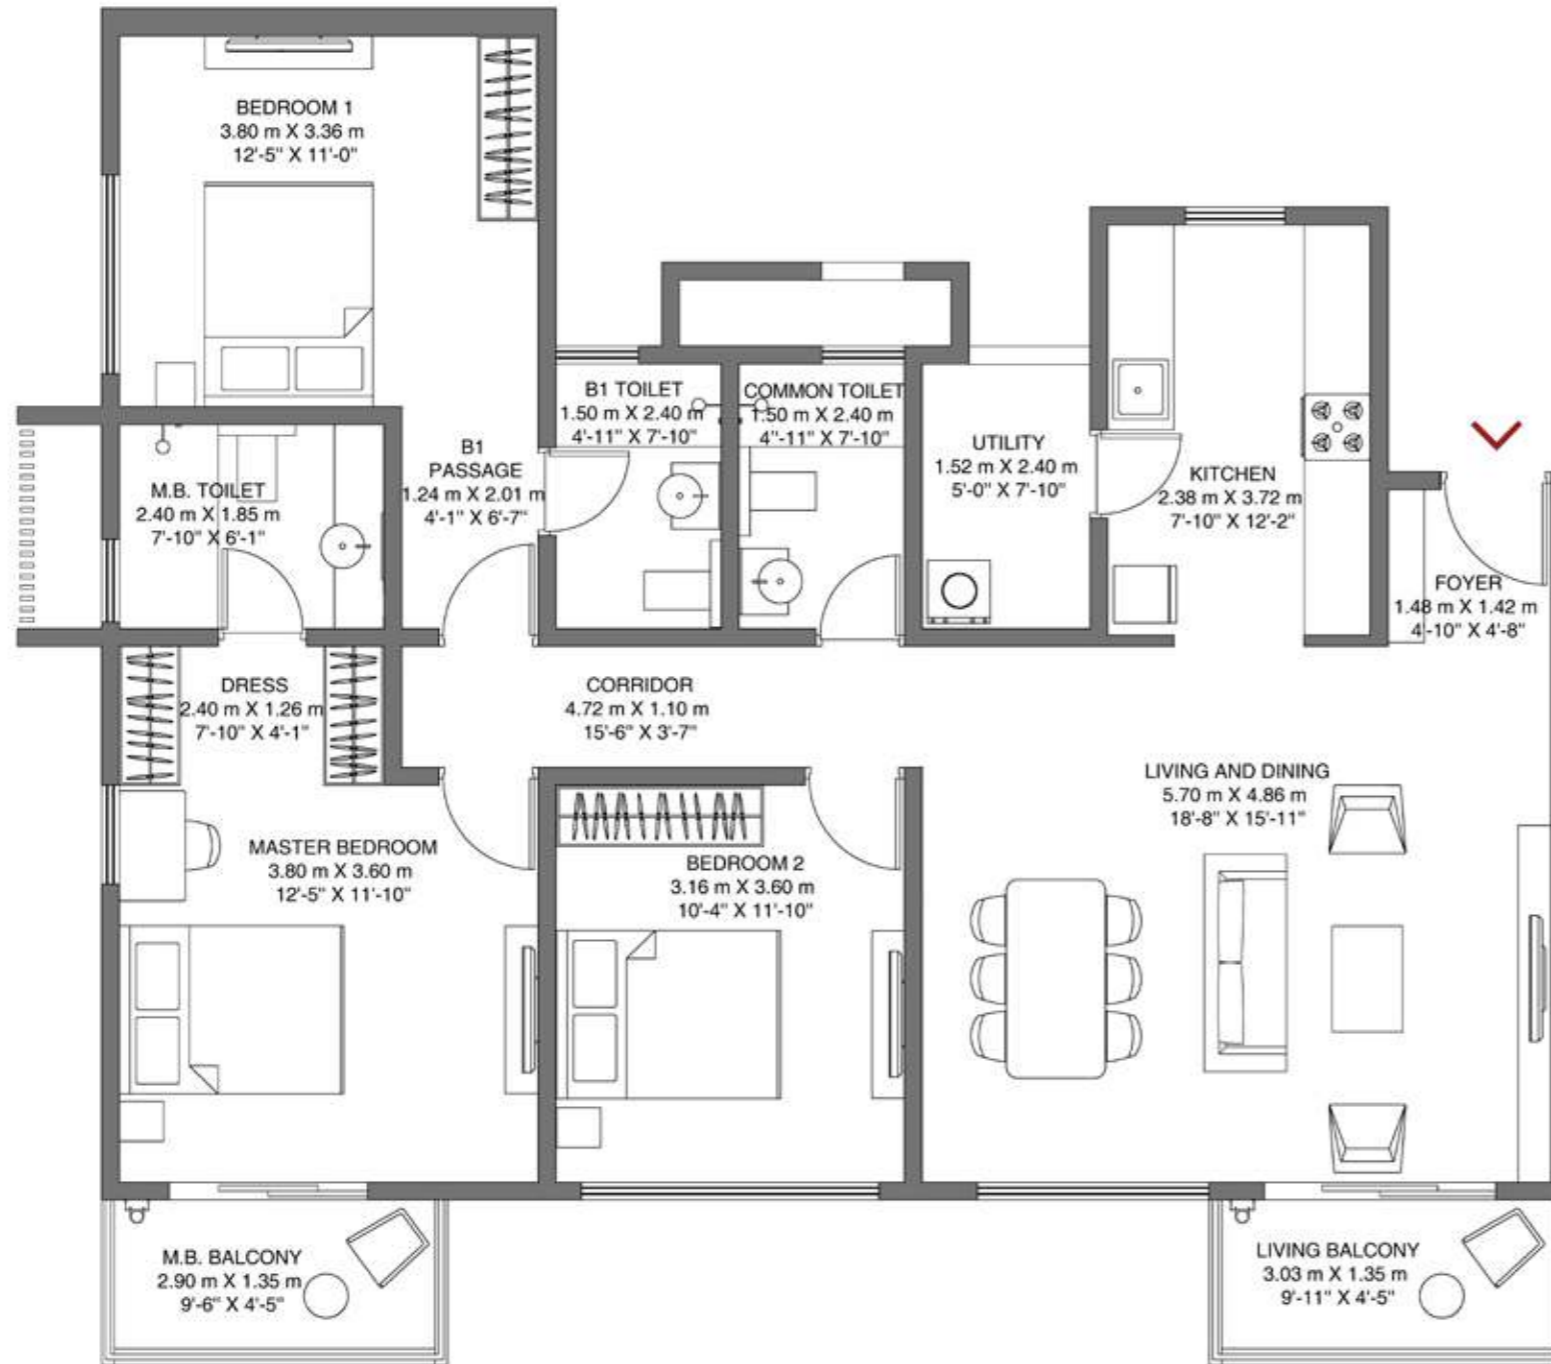 BEDROOM 1
3.80 m X 3.36 m
12'-5" X 11'-0"
B1 TOILET
1.50 m X 2.40 m
4'-11" X 7'-10"
COMMON TOILET
1.50 m X 2.40 m
4"-11" X 7'-10"
UTILITY
1.52 m X 2.40 m
5'-0" X 7'-10"
KITCHEN
2.38 m X 3.72 m
7'-10" X 12'-2"
B1
PASSAGE
1.24 m X 2.01 m
4'-1" X 6'-7"
M.B. TOILET
2.40 m X 1.85 m
7'-10" X 6'-1"
FOYER
1.48 m X 1.42 m
4'-10" X 4'-8"
DRESS
2.40 m X 1.26 m
7'-10" X 4'-1"
CORRIDOR
4.72 m X 1.10 m
15'-6" X 3'-7"
LIVING AND DINING
5.70 m X 4.86 m
18'-8" X 15'-11"
MASTER BEDROOM
3.80 m X 3.60 m
12'-5" X 11'-10"
BEDROOM 2
3.16 m X 3.60 m
10'-4" X 11'-10"
M.B. BALCONY
2.90 m X 1.35 m
9'-6" X 4'-5"
LIVING BALCONY
3.03 m X 1.35 m
9'-11" X 4'-5"